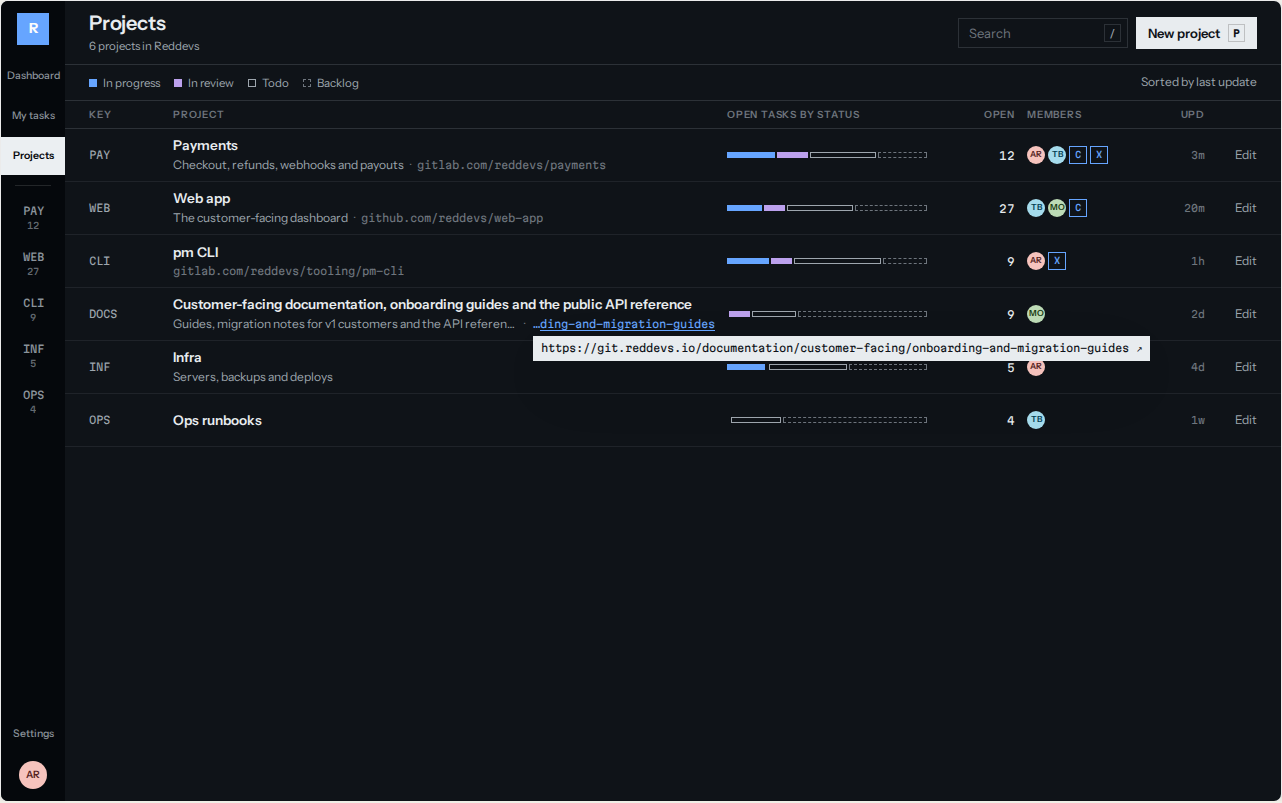 R
Dashboard
My tasks
Projects
PAY
12
WEB
27
CLI
9
INF
5
OPS
4
Settings
AR
Projects
6 projects in Reddevs
Search /
New project P
In progress In review Todo Backlog
Sorted by last update
KEY PROJECT OPEN TASKS BY STATUS OPEN MEMBERS UPD
PAY Payments 12 AR TB C X 3m Edit
Checkout, refunds, webhooks and payouts · gitlab.com/reddevs/payments
WEB Web app 27 TB MO C 20m Edit
The customer-facing dashboard · github.com/reddevs/web-app
CLI pm CLI 9 AR X 1h Edit
gitlab.com/reddevs/tooling/pm-cli
DOCS Customer-facing documentation, onboarding guides and the public API reference 9 MO 2d Edit
Guides, migration notes for v1 customers and the API referen… · …ding-and-migration-guides
https://git.reddevs.io/documentation/customer-facing/onboarding-and-migration-guides ↗
INF Infra 5 AR 4d Edit
Servers, backups and deploys
OPS Ops runbooks 4 TB 1w Edit